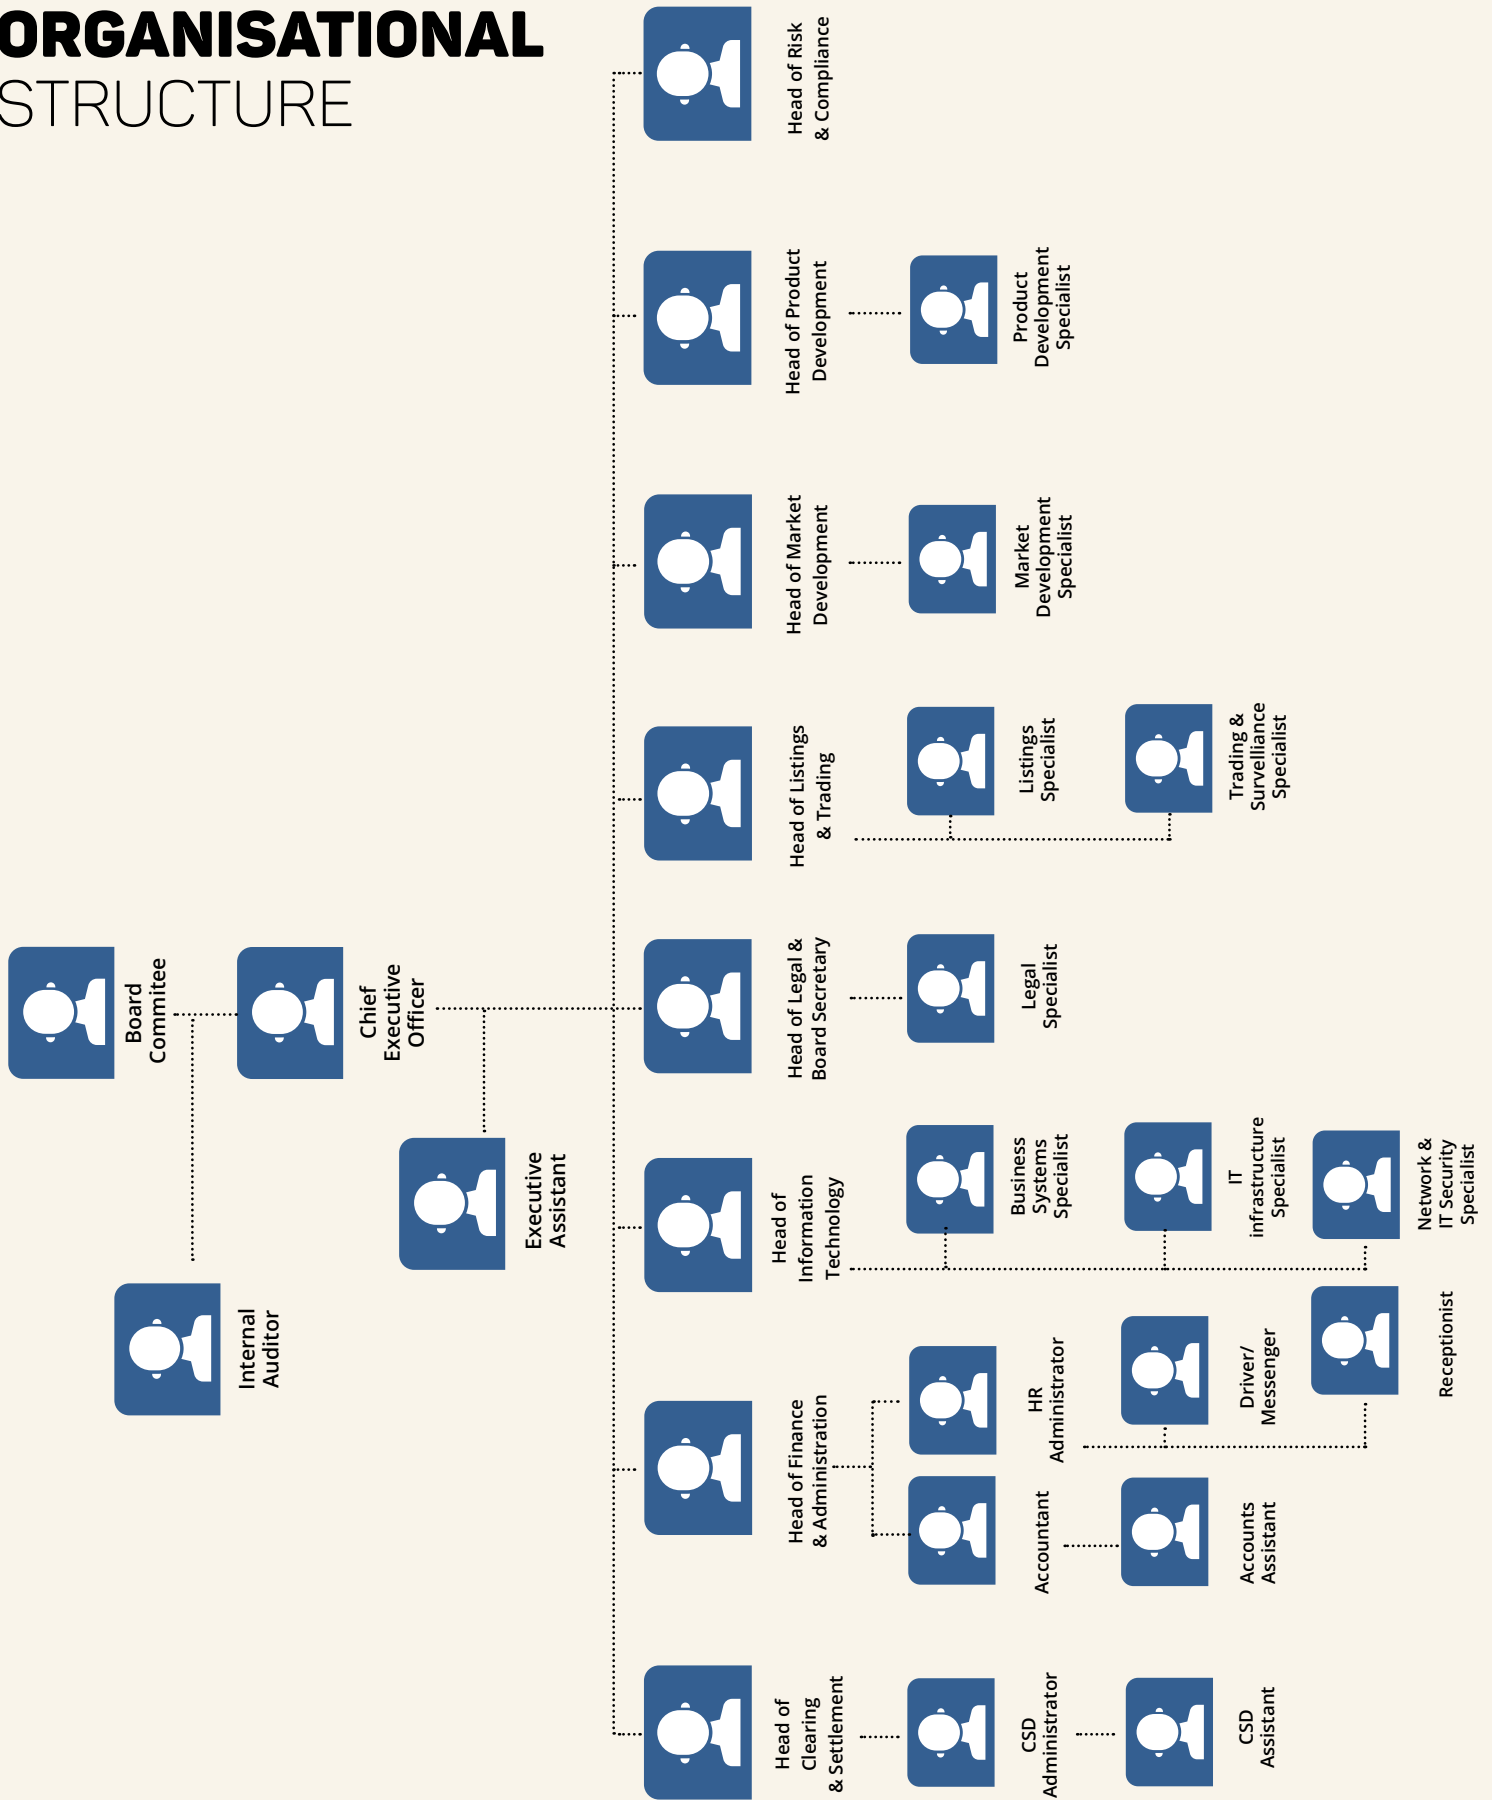 ORGANISATIONAL
STRUCTURE
Board
Commitee
Internal
Auditor
Chief
Executive
Officer
Executive
Assistant
Head of
Clearing
& Settlement
Head of Finance
& Administration
Head of
Information
Technology
Head of Legal &
Board Secretary
Head of Listings
& Trading
Head of Market
Development
Head of Product
Development
Head of Risk
& Compliance
CSD
Administrator
Accountant
HR
Administrator
Business
Systems
Specialist
Legal
Specialist
Listings
Specialist
Market
Development
Specialist
Product
Development
Specialist
CSD
Assistant
Accounts
Assistant
Driver/
Messenger
IT
infrastructure
Specialist
Trading &
Survelliance
Specialist
Receptionist
Network &
IT Security
Specialist